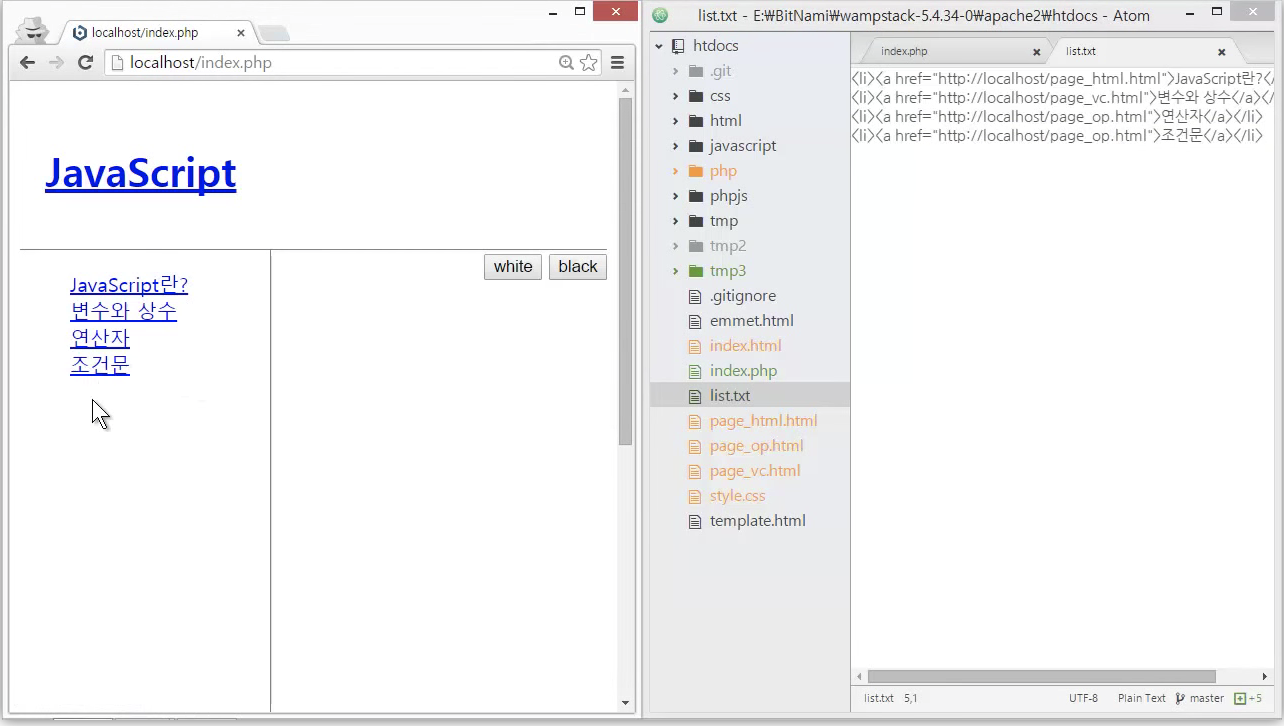 localhost/index.php
localhost/index.php
JavaScript
white black
JavaScript란?
변수와 상수
연산자
조건문
list.txt - E:₩BitNami₩wampstack-5.4.34-0₩apache2₩htdocs - Atom
htdocs
.git
css
html
javascript
php
phpjs
tmp
tmp2
tmp3
.gitignore
emmet.html
index.html
index.php
list.txt
page_html.html
page_op.html
page_vc.html
style.css
template.html
index.php list.txt
<li><a href="http://localhost/page_html.html">JavaScript란?</
<li><a href="http://localhost/page_vc.html">변수와 상수</a></
<li><a href="http://localhost/page_op.html">연산자</a></li>
<li><a href="http://localhost/page_op.html">조건문</a></li>
list.txt 5,1 UTF-8 Plain Text master +5